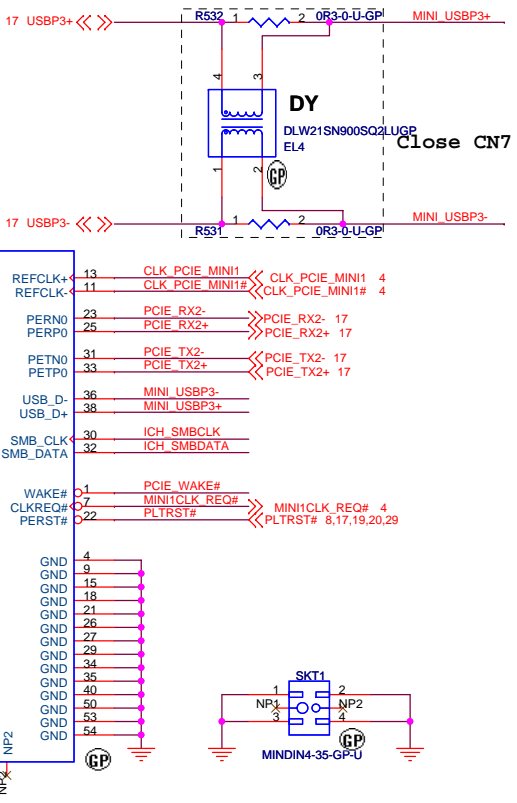 R532 1 2 0R3-0-U-GP MINI_USBP3+
17 USBP3+
4 3
DY
DLW21SN900SQ2LUGP
EL4
Close CN7
GP
1 2
17 USBP3- 1 2 MINI_USBP3-
R531 0R3-0-U-GP
REFCLK+ 13 CLK_PCIE_MINI1 CLK_PCIE_MINI1 4
REFCLK- 11 CLK_PCIE_MINI1# CLK_PCIE_MINI1# 4
PERN0 23 PCIE_RX2- PCIE_RX2- 17
PERP0 25 PCIE_RX2+ PCIE_RX2+ 17
PETN0 31 PCIE_TX2- PCIE_TX2- 17
PETP0 33 PCIE_TX2+ PCIE_TX2+ 17
USB_D- 36 MINI_USBP3-
USB_D+ 38 MINI_USBP3+
SMB_CLK 30 ICH_SMBCLK
SMB_DATA 32 ICH_SMBDATA
WAKE# 1 PCIE_WAKE#
CLKREQ# 7 MINI1CLK_REQ# MINI1CLK_REQ# 4
PERST# 22 PLTRST# PLTRST# 8,17,19,20,29
GND 4
GND 9
GND 15
GND 18
GND 21
GND 26
GND 27
GND 29
GND 34
GND 35
GND 40
GND 50
GND 53
GND 54
NP2
NP2
GP
SKT1
1 2
NP1 NP2
3 4
GP
MINDIN4-35-GP-U